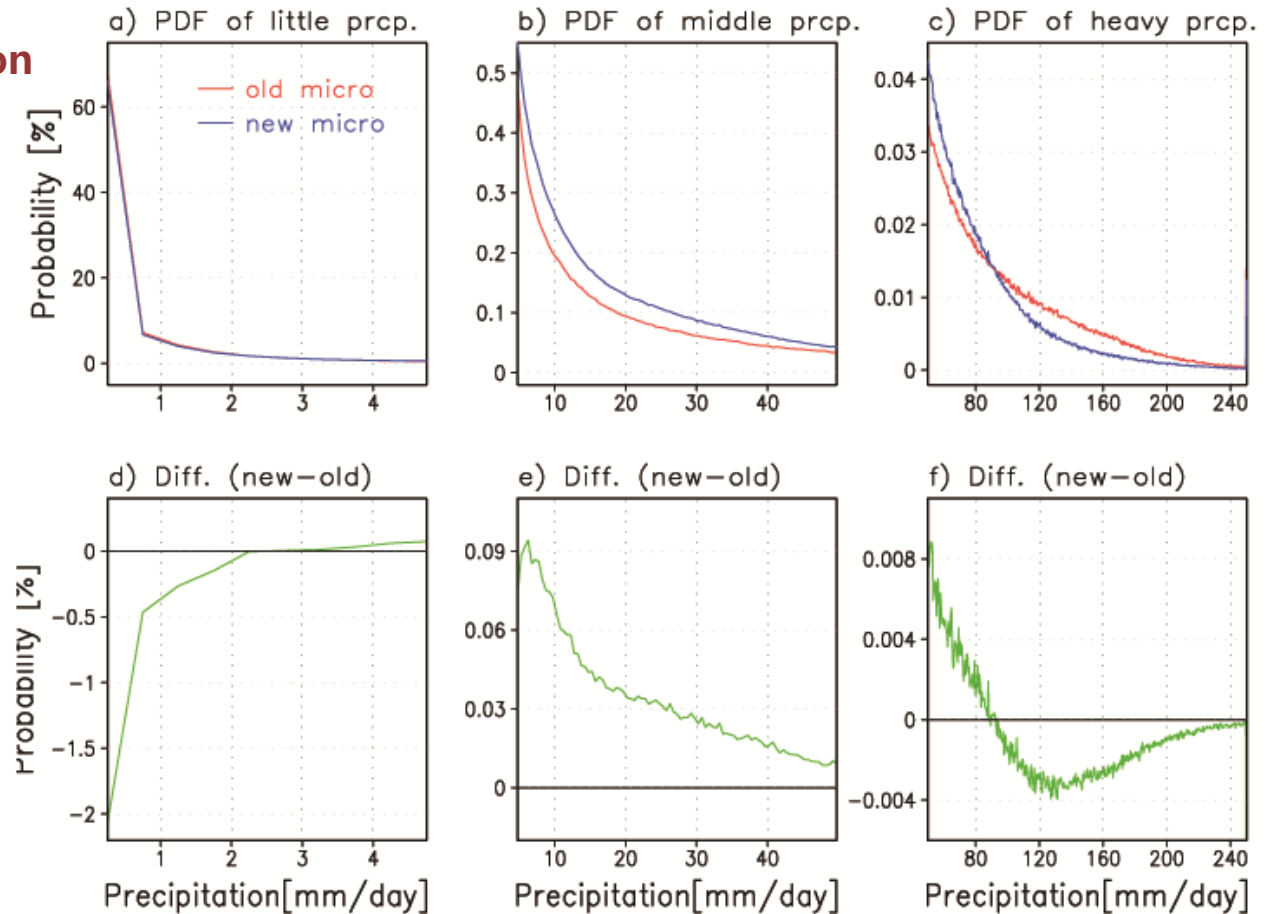 on
a) PDF of little prcp.
b) PDF of middle prcp.
c) PDF of heavy prcp.
Probability [%]
60
40
20
0
old micro
new micro
1 2 3 4
0.5
0.4
0.3
0.2
0.1
0
10 20 30 40
0.04
0.03
0.02
0.01
0
80 120 160 200 240
d) Diff. (new-old)
e) Diff. (new-old)
f) Diff. (new-old)
Probability [%]
0
-0.5
-1
-1.5
-2
1 2 3 4
Precipitation[mm/day]
0.09
0.06
0.03
0
10 20 30 40
Precipitation[mm/day]
0.008
0.004
0
-0.004
80 120 160 200 240
Precipitation[mm/day]